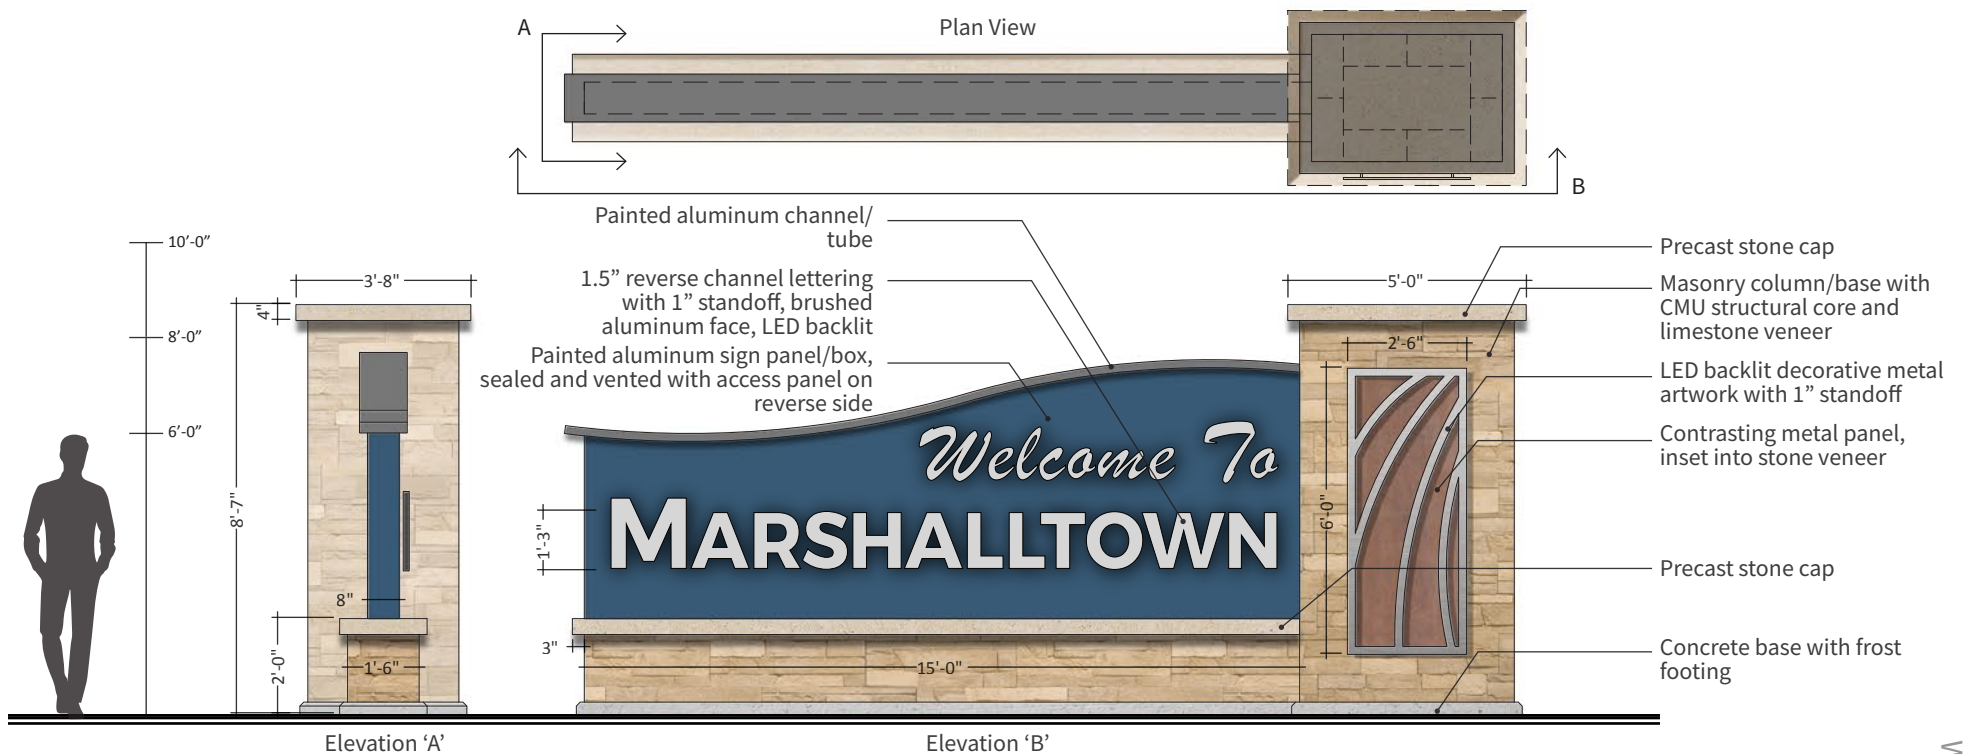 Plan View
A
B
Painted aluminum channel/
tube
1.5” reverse channel lettering
with 1” standoff, brushed
aluminum face, LED backlit
Painted aluminum sign panel/box,
sealed and vented with access panel on
reverse side
10’-0”
8’-0”
6’-0”
3'-8"
4"
8'-7"
8"
2'-0"
1'-6"
Elevation ‘A’
Welcome To
MARSHALLTOWN
1'-3"
3"
15'-0"
5'-0"
2'-6"
6'-0"
Elevation ‘B’
Precast stone cap
Masonry column/base with
CMU structural core and
limestone veneer
LED backlit decorative metal
artwork with 1” standoff
Contrasting metal panel,
inset into stone veneer
Precast stone cap
Concrete base with frost
footing